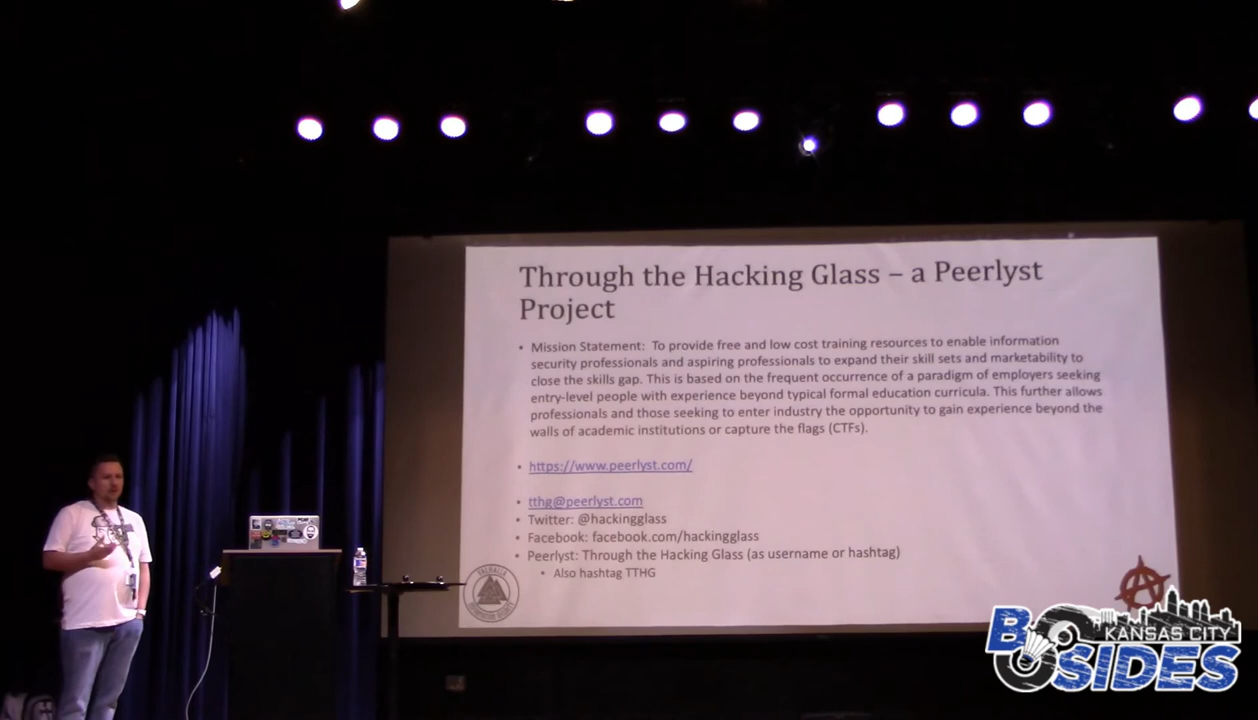 Through the Hacking Glass – a Peerlyst
Project
• Mission Statement: To provide free and low cost training resources to enable information
security professionals and aspiring professionals to expand their skill sets and marketability to
close the skills gap. This is based on the frequent occurrence of a paradigm of employers seeking
entry-level people with experience beyond typical formal education curricula. This further allows
professionals and those seeking to enter industry the opportunity to gain experience beyond the
walls of academic institutions or capture the flags (CTFs).
• https://www.peerlyst.com/
• tthg@peerlyst.com
• Twitter: @hackingglass
• Facebook: facebook.com/hackingglass
• Peerlyst: Through the Hacking Glass (as username or hashtag)
• Also hashtag TTHG
VALHALLA
KANSAS CITY
BSIDES